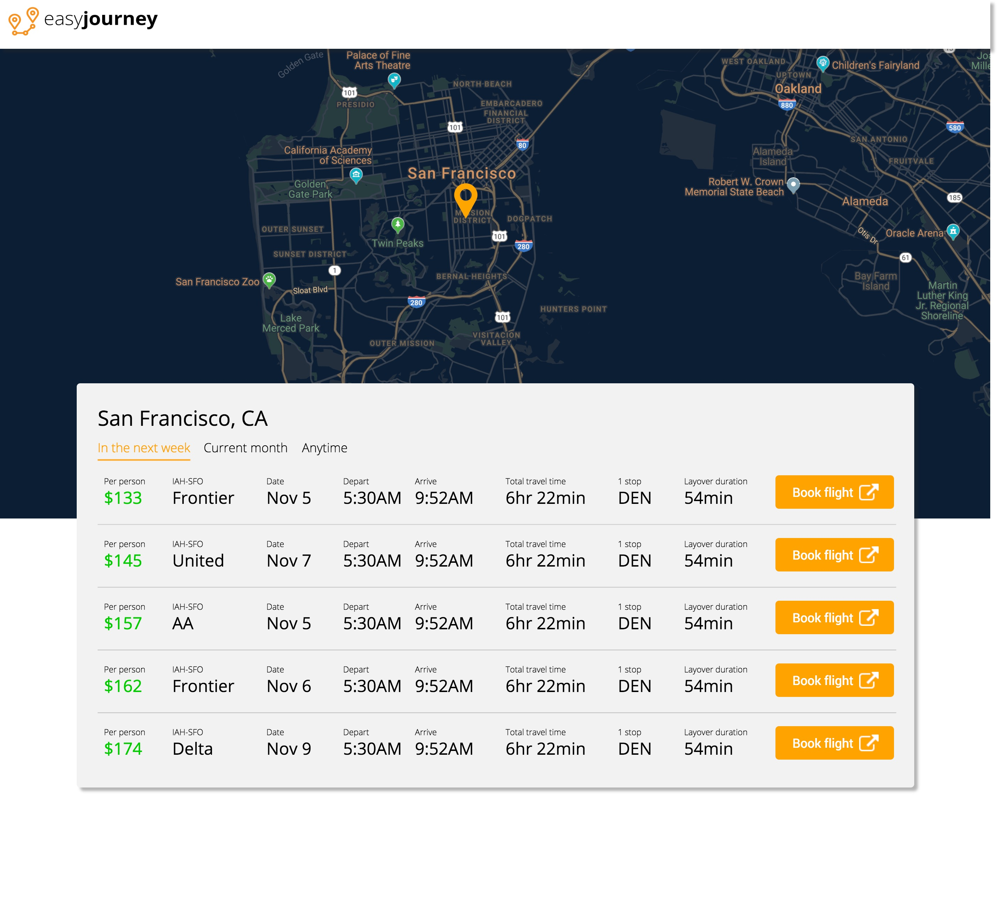 easyjourney
Golden Gate
Palace of Fine
Arts Theatre
101
PRESIDIO
NORTH BEACH
EMBARCADERO
FINANCIAL
DISTRICT
101
80
California Academy
of Sciences
San Francisco
Golden
Gate Park
MISSION
DISTRICT
DOGPATCH
OUTER SUNSET
Twin Peaks
101
280
SUNSET DISTRICT
1
BERNAL HEIGHTS
San Francisco Zoo
Sloat Blvd
280
HUNTERS POINT
101
Lake
Merced Park
OUTER MISSION
VISITACION
VALLEY
WEST OAKLAND
Children's Fairyland
UPTOWN
Oakland
880
580
SAN ANTONIO
Alameda
Island
FRUITVALE
Robert W. Crown
Memorial State Beach
Alameda
185
Otis Dr
Oracle Arena
61
Bay Farm
Island
Martin
Luther King
Jr. Regional
Shoreline
San Francisco, CA
In the next week Current month Anytime
Per person IAH-SFO Date Depart Arrive Total travel time 1 stop Layover duration
$133 Frontier Nov 5 5:30AM 9:52AM 6hr 22min DEN 54min Book flight
Per person IAH-SFO Date Depart Arrive Total travel time 1 stop Layover duration
$145 United Nov 7 5:30AM 9:52AM 6hr 22min DEN 54min Book flight
Per person IAH-SFO Date Depart Arrive Total travel time 1 stop Layover duration
$157 AA Nov 5 5:30AM 9:52AM 6hr 22min DEN 54min Book flight
Per person IAH-SFO Date Depart Arrive Total travel time 1 stop Layover duration
$162 Frontier Nov 6 5:30AM 9:52AM 6hr 22min DEN 54min Book flight
Per person IAH-SFO Date Depart Arrive Total travel time 1 stop Layover duration
$174 Delta Nov 9 5:30AM 9:52AM 6hr 22min DEN 54min Book flight